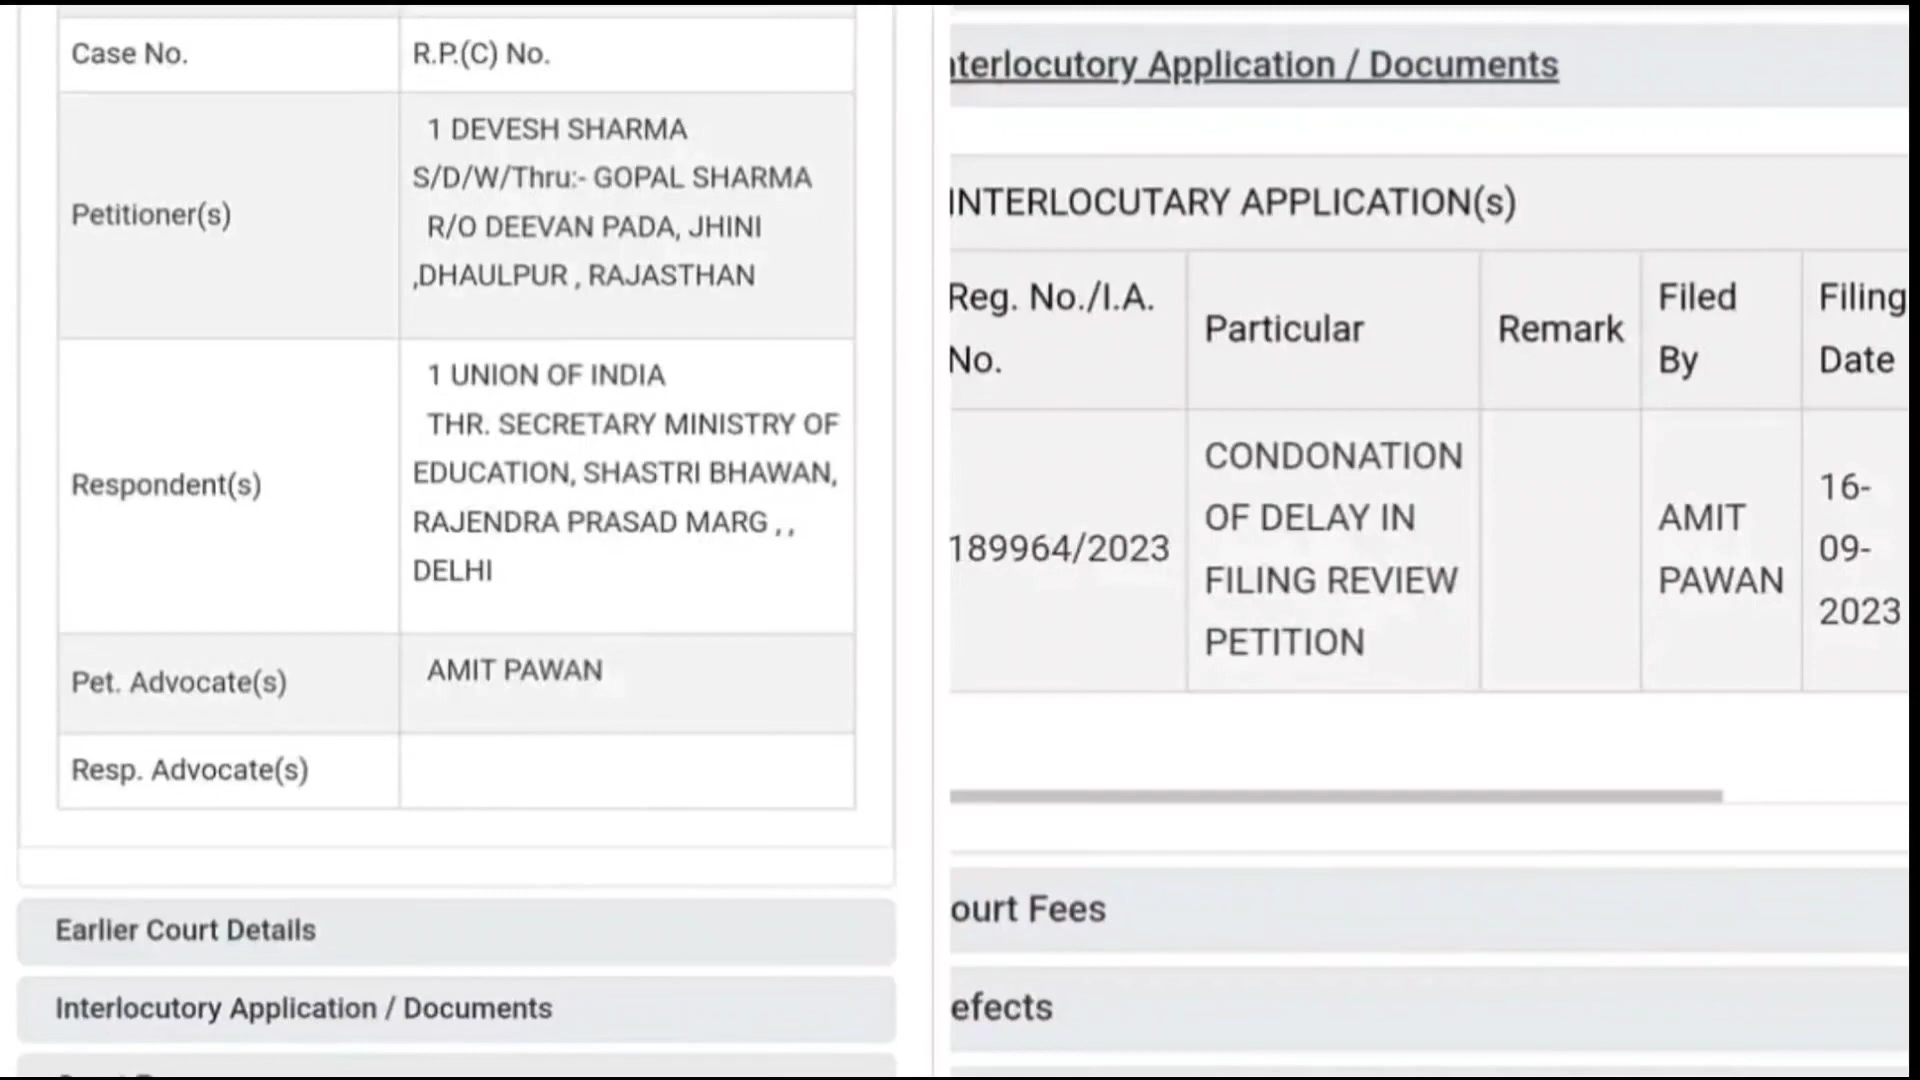 Case No.
R.P.(C) No.
Petitioner(s)
1 DEVESH SHARMA
S/D/W/Thru:- GOPAL SHARMA
R/O DEEVAN PADA, JHINI
,DHAULPUR , RAJASTHAN
Respondent(s)
1 UNION OF INDIA
THR. SECRETARY MINISTRY OF
EDUCATION, SHASTRI BHAWAN,
RAJENDRA PRASAD MARG , ,
DELHI
Pet. Advocate(s)
AMIT PAWAN
Resp. Advocate(s)
Earlier Court Details
Interlocutory Application / Documents
nterlocutory Application / Documents
INTERLOCUTARY APPLICATION(s)
Reg. No./I.A.
No.
Particular
Remark
Filed
By
Filing
Date
189964/2023
CONDONATION
OF DELAY IN
FILING REVIEW
PETITION
AMIT
PAWAN
16-
09-
2023
ourt Fees
efects